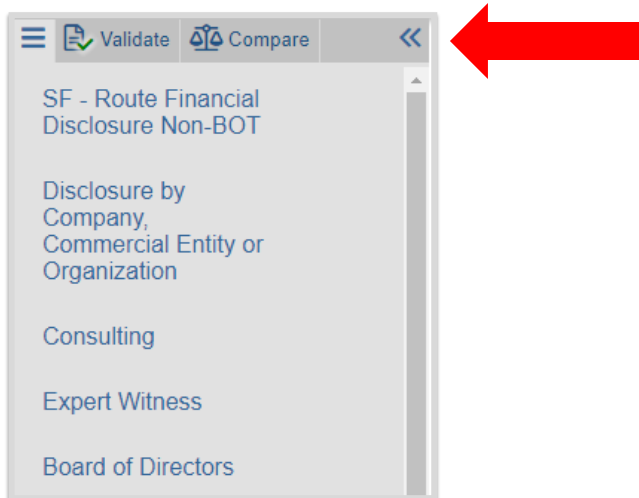 Validate Compare
SF - Route Financial
Disclosure Non-BOT
Disclosure by
Company,
Commercial Entity or
Organization
Consulting
Expert Witness
Board of Directors